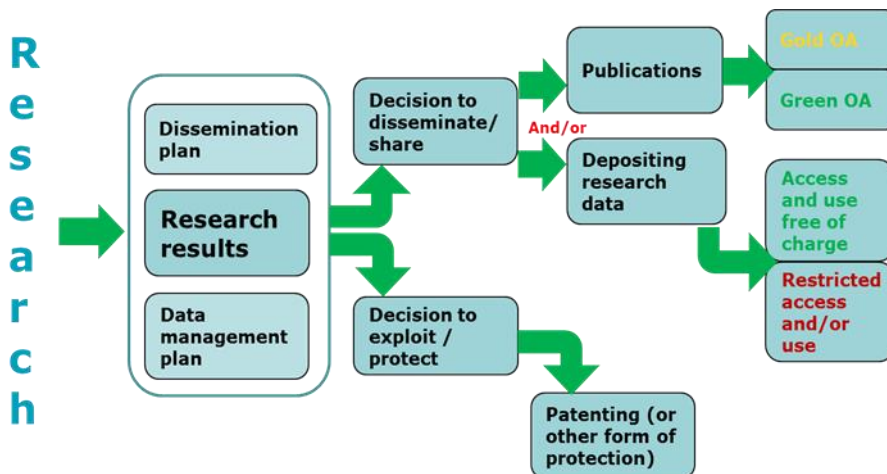 Research
Dissemination
plan
Research
results
Data
management
plan
Decision to
disseminate/
share
And/or
Publications
Gold OA
Green OA
Depositing
research
data
Access
and use
free of
charge
Restricted
access
and/or
use
Decision to
exploit /
protect
Patenting (or
other form of
protection)